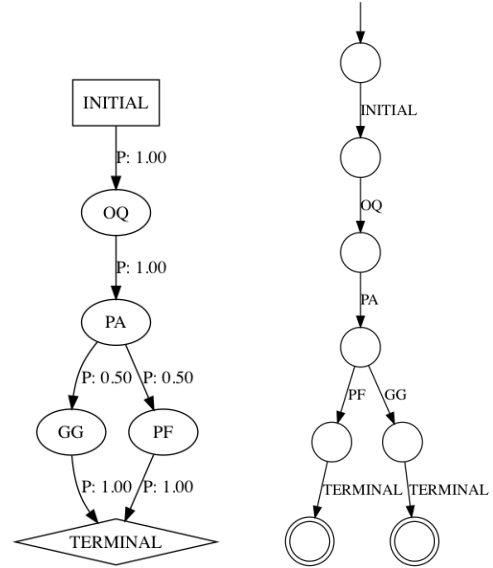 INITIAL
P: 1.00
OQ
P: 1.00
PA
P: 0.50 P: 0.50
GG PF
P: 1.00 P: 1.00
TERMINAL
INITIAL
OQ
PA
PF GG
TERMINAL TERMINAL